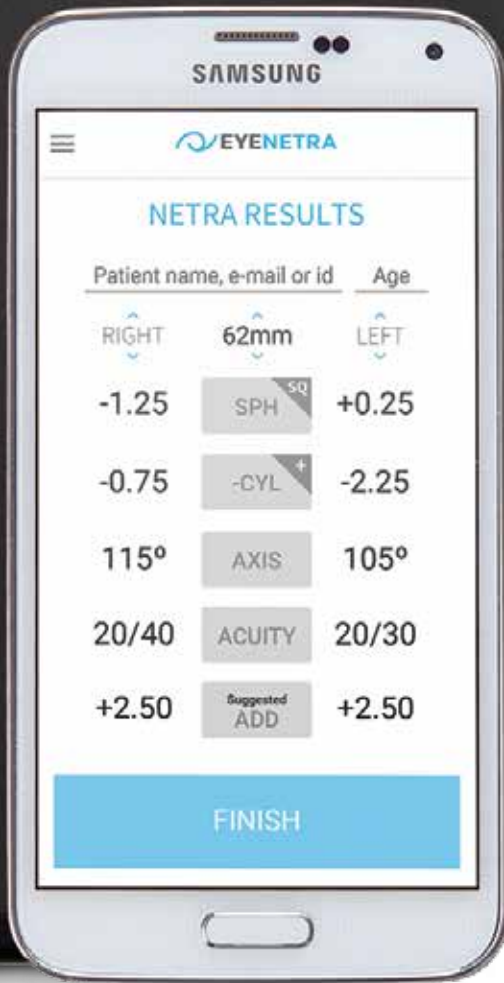 SAMSUNG
EYENETRA
NETRA RESULTS
Patient name, e-mail or id Age
RIGHT 62mm LEFT
-1.25 SPH SQ +0.25
-0.75 -CYL + -2.25
115º AXIS 105º
20/40 ACUITY 20/30
+2.50 Suggested ADD +2.50
FINISH